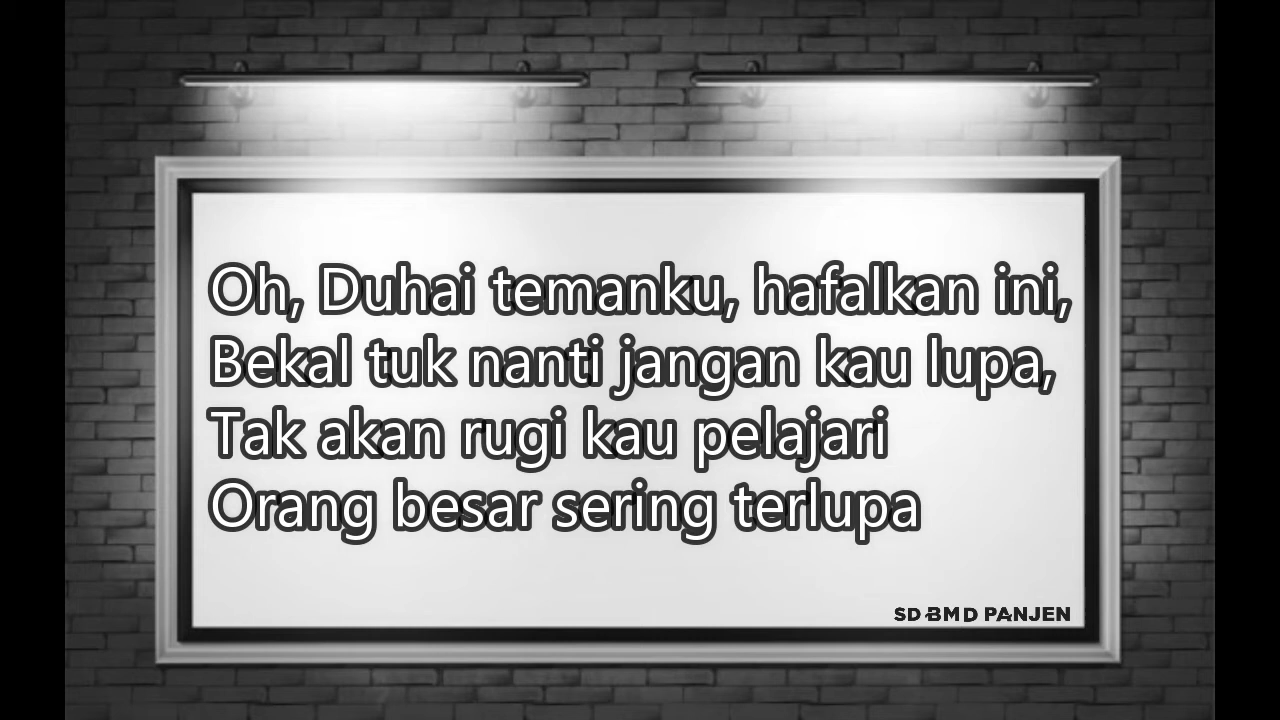 Oh, Duhai temanku, hafalkan ini,
Bekal tuk nanti jangan kau lupa,
Tak akan rugi kau pelajari
Orang besar sering terlupa
SD BMD PANJEN